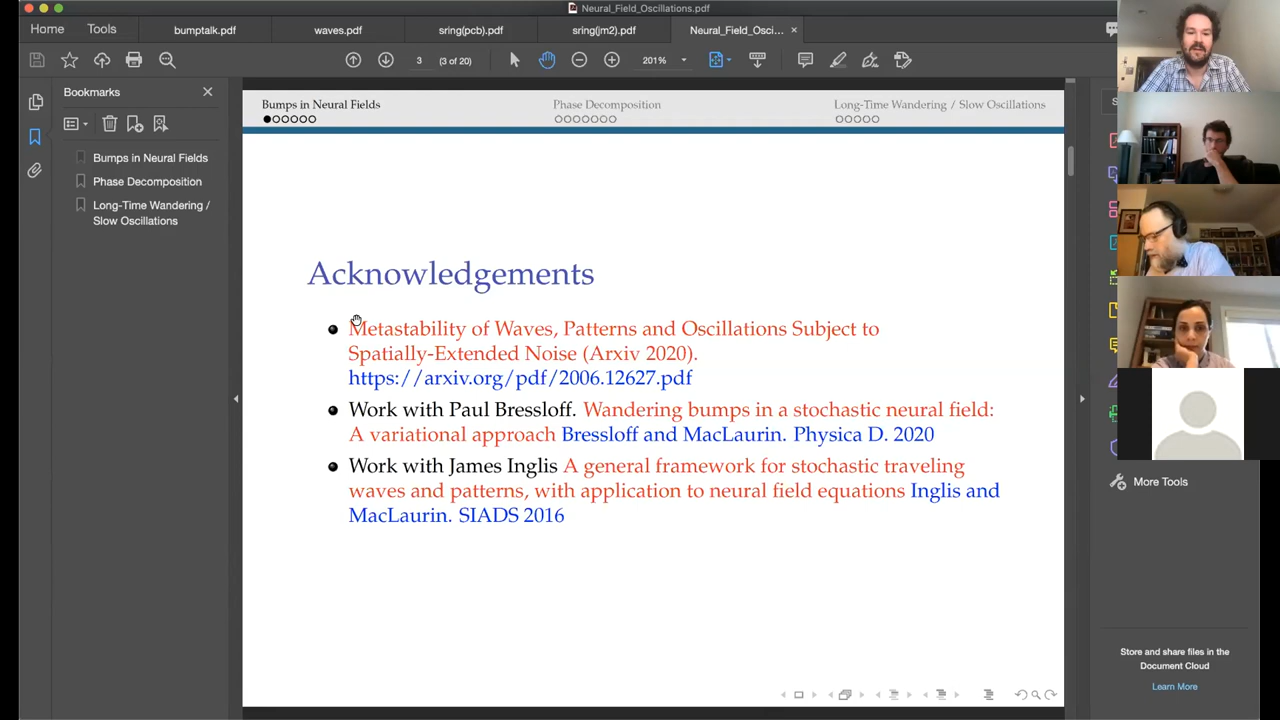 Neural_Field_Oscillations.pdf
Home
Tools
bumptalk.pdf
waves.pdf
sring(pcb).pdf
sring(jm2).pdf
Neural_Field_Osci...
3
(3 of 20)
201%
Bookmarks
Bumps in Neural Fields
Phase Decomposition
Long-Time Wandering /
Slow Oscillations
Bumps in Neural Fields
Phase Decomposition
Long-Time Wandering / Slow Oscillations
Acknowledgements
Metastability of Waves, Patterns and Oscillations Subject to
Spatially-Extended Noise (Arxiv 2020).
https://arxiv.org/pdf/2006.12627.pdf
Work with Paul Bressloff. Wandering bumps in a stochastic neural field:
A variational approach Bressloff and MacLaurin. Physica D. 2020
Work with James Inglis A general framework for stochastic traveling
waves and patterns, with application to neural field equations Inglis and
MacLaurin. SIADS 2016
More Tools
Store and share files in the
Document Cloud
Learn More